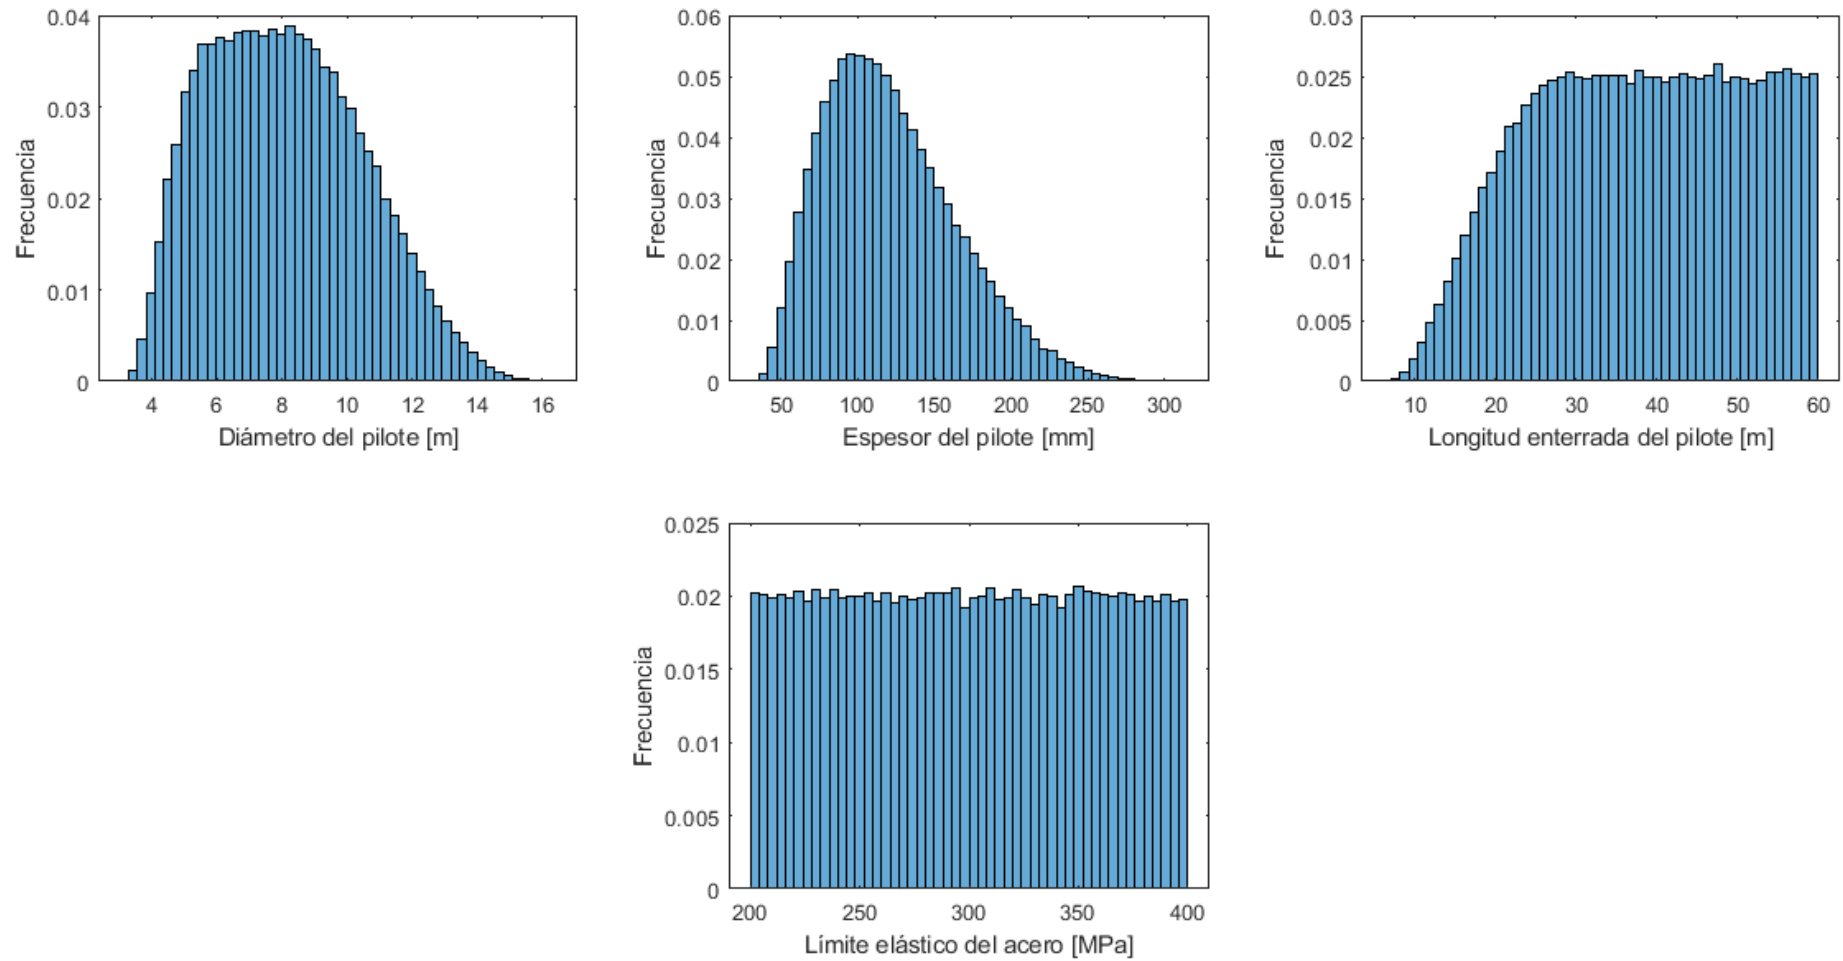 0.04
0.03
0.02
0.01
0
Frecuencia
4 6 8 10 12 14 16
Diámetro del pilote [m]
0.06
0.05
0.04
0.03
0.02
0.01
0
Frecuencia
50 100 150 200 250 300
Espesor del pilote [mm]
0.03
0.025
0.02
0.015
0.01
0.005
0
Frecuencia
10 20 30 40 50 60
Longitud enterrada del pilote [m]
0.025
0.02
0.015
0.01
0.005
0
Frecuencia
200 250 300 350 400
Límite elástico del acero [MPa]